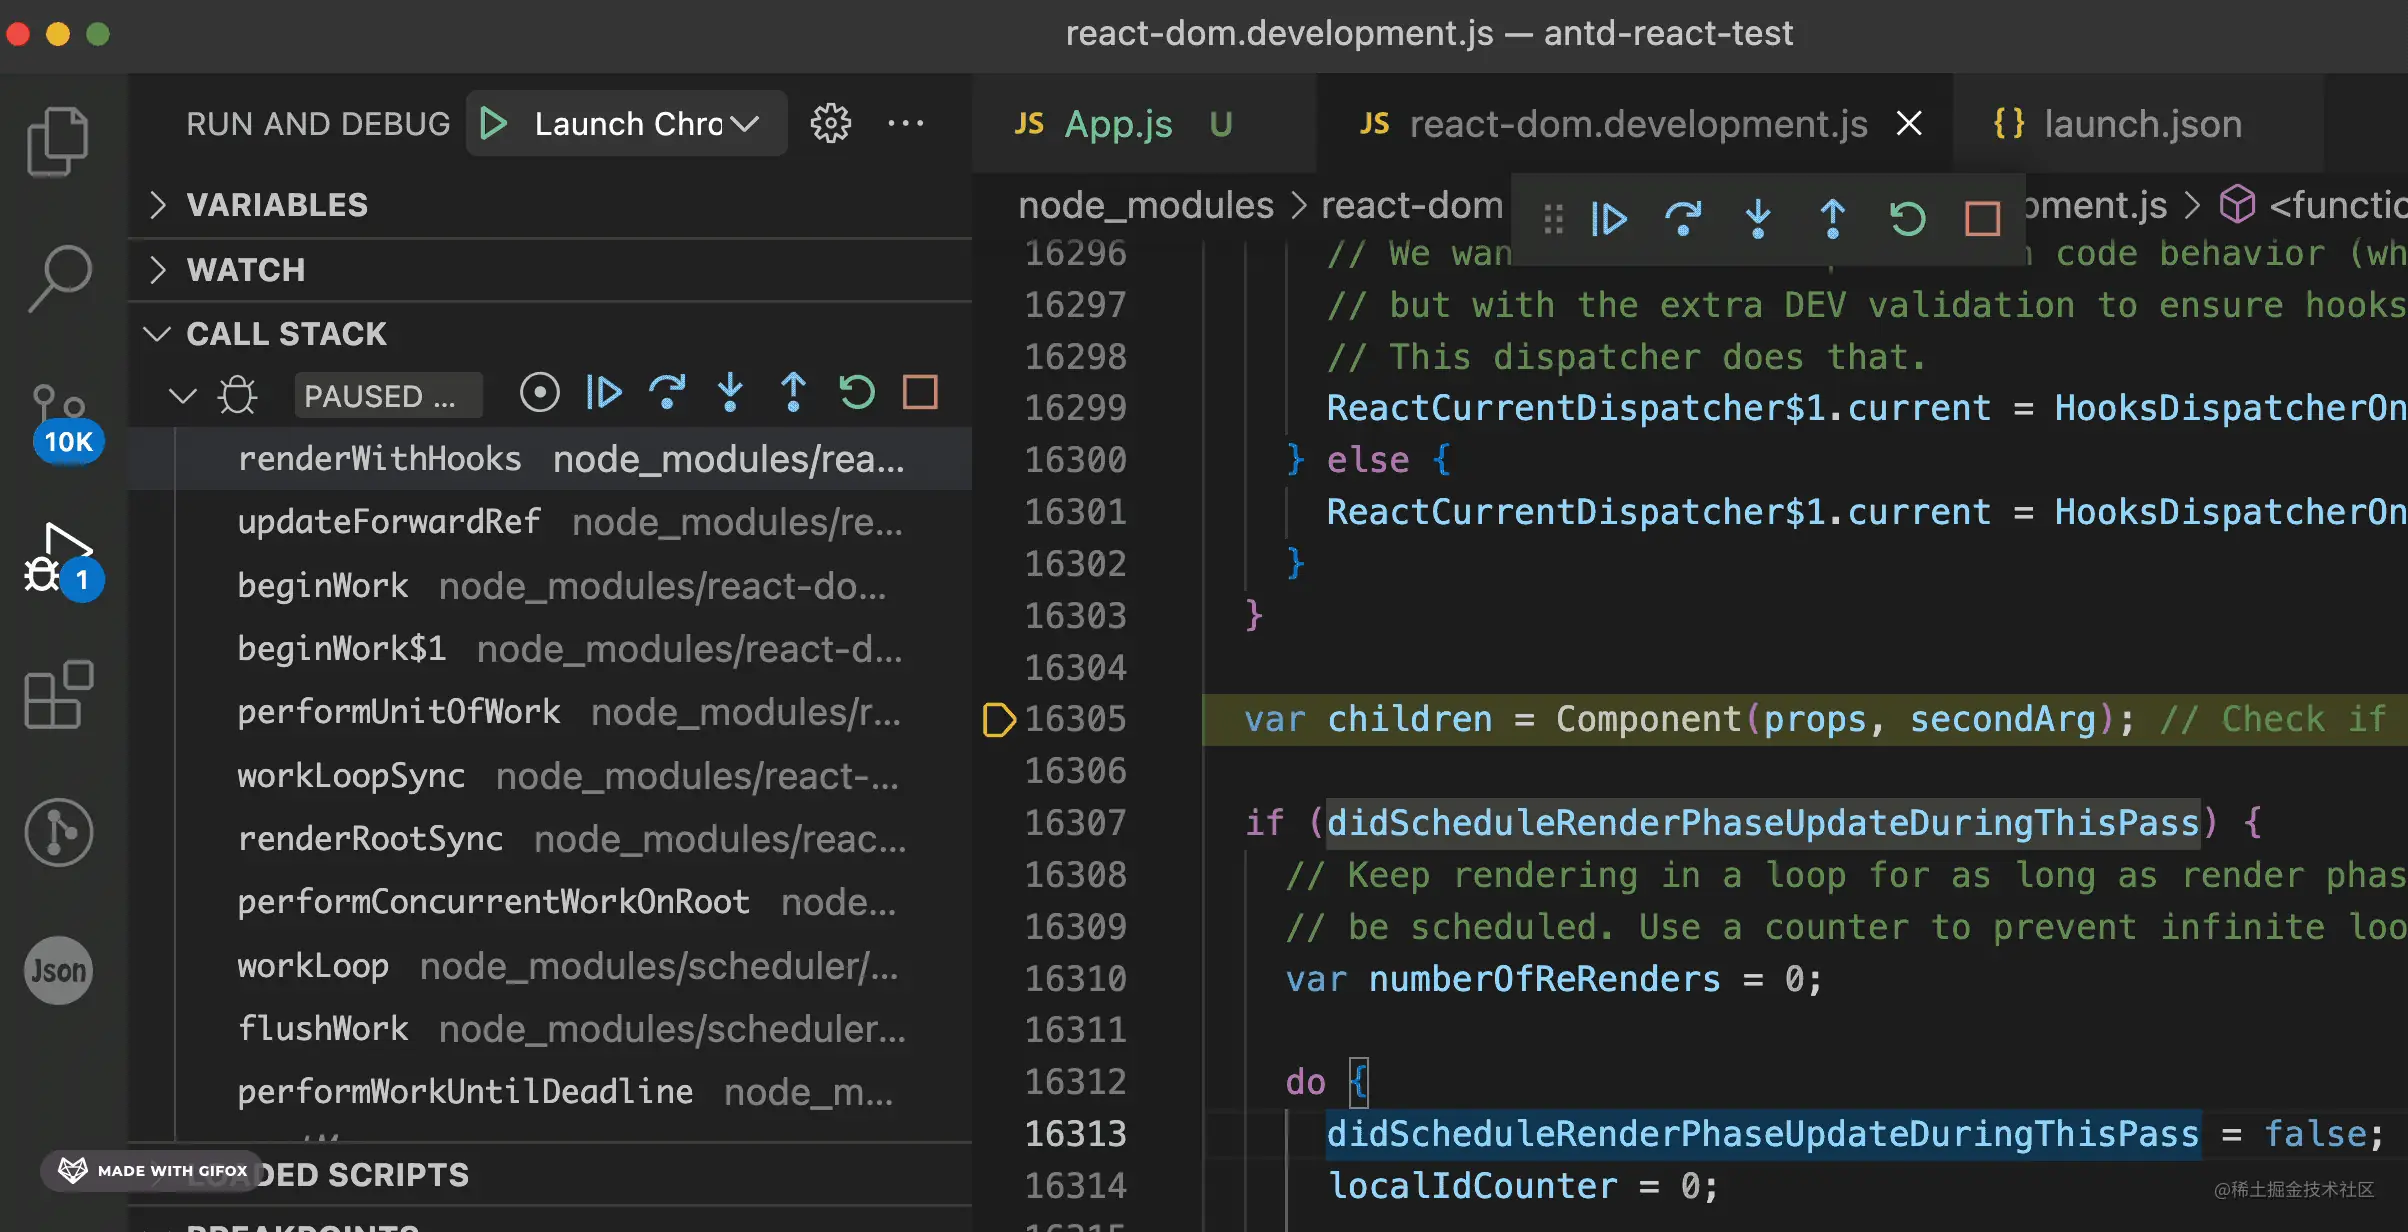 react-dom.development.js — antd-react-test
RUN AND DEBUG
Launch Chro
VARIABLES
WATCH
CALL STACK
PAUSED ...
renderWithHooks node_modules/rea...
updateForwardRef node_modules/re...
beginWork node_modules/react-do...
beginWork$1 node_modules/react-d...
performUnitOfWork node_modules/r...
workLoopSync node_modules/react-...
renderRootSync node_modules/reac...
performConcurrentWorkOnRoot node...
workLoop node_modules/scheduler/...
flushWork node_modules/scheduler...
performWorkUntilDeadline node_m...
DED SCRIPTS
BREAKPOINTS
10K
1
Json
MADE WITH GIFOX
JS App.js U
JS react-dom.development.js
{} launch.json
node_modules > react-dom
pment.js > <functio
16296 // We wan code behavior (wh
16297 // but with the extra DEV validation to ensure hooks
16298 // This dispatcher does that.
16299 ReactCurrentDispatcher$1.current = HooksDispatcherOn
16300 } else {
16301 ReactCurrentDispatcher$1.current = HooksDispatcherOn
16302 }
16303 }
16304
16305 var children = Component(props, secondArg); // Check if
16306
16307 if (didScheduleRenderPhaseUpdateDuringThisPass) {
16308 // Keep rendering in a loop for as long as render phas
16309 // be scheduled. Use a counter to prevent infinite loo
16310 var numberOfReRenders = 0;
16311
16312 do {
16313 didScheduleRenderPhaseUpdateDuringThisPass = false;
16314 localIdCounter = 0;
16315
@稀土掘金技术社区